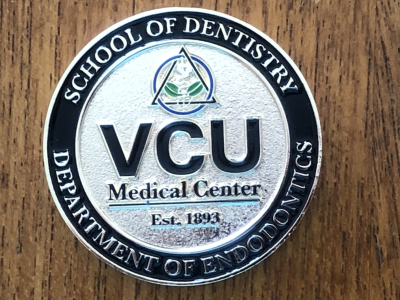 SCHOOL OF DENTISTRY
VCU
Medical Center
Est. 1893
DEPARTMENT OF ENDODONTICS